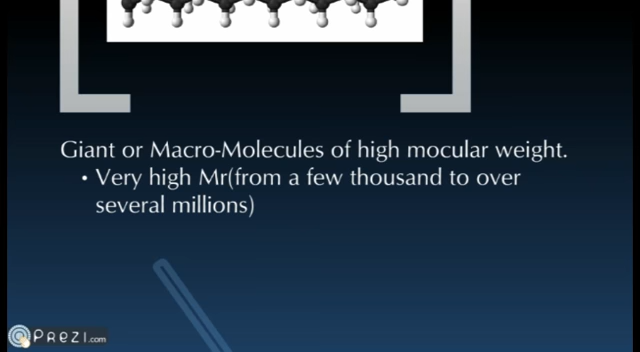 Giant or Macro-Molecules of high mocular weight.
• Very high Mr(from a few thousand to over
several millions)
PREZI.com